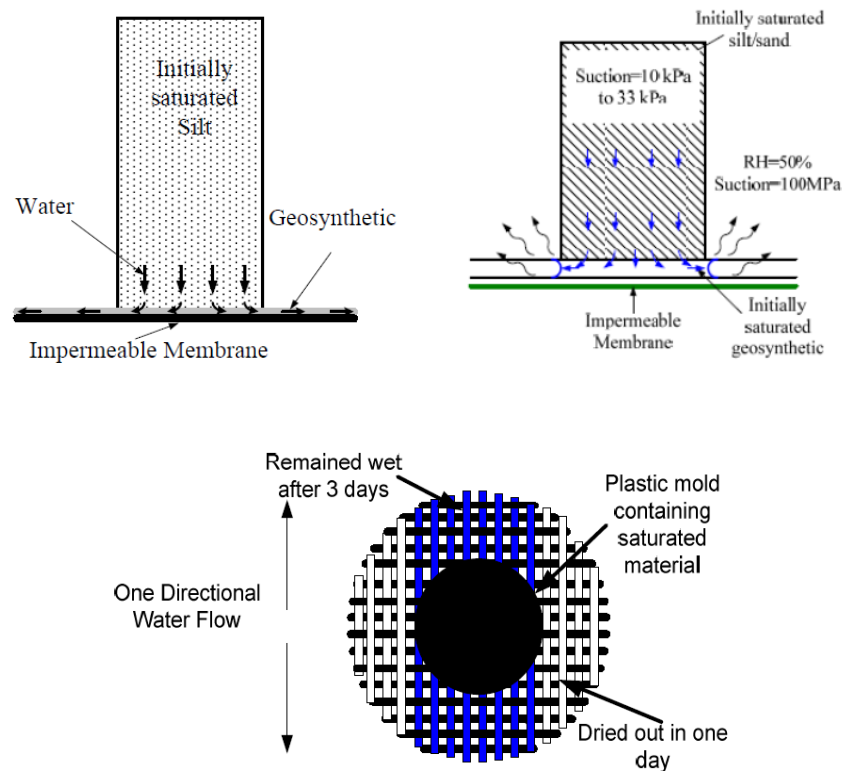 Initially
saturated
Silt
Water
Geosynthetic
Impermeable Membrane
Initially saturated
silt/sand
Suction=10 kPa
to 33 kPa
RH=50%
Suction=100MPa
Impermeable
Membrane
Initially
saturated
geosynthetic
Remained wet
after 3 days
Plastic mold
containing
saturated
material
One Directional
Water Flow
Dried out in one
day